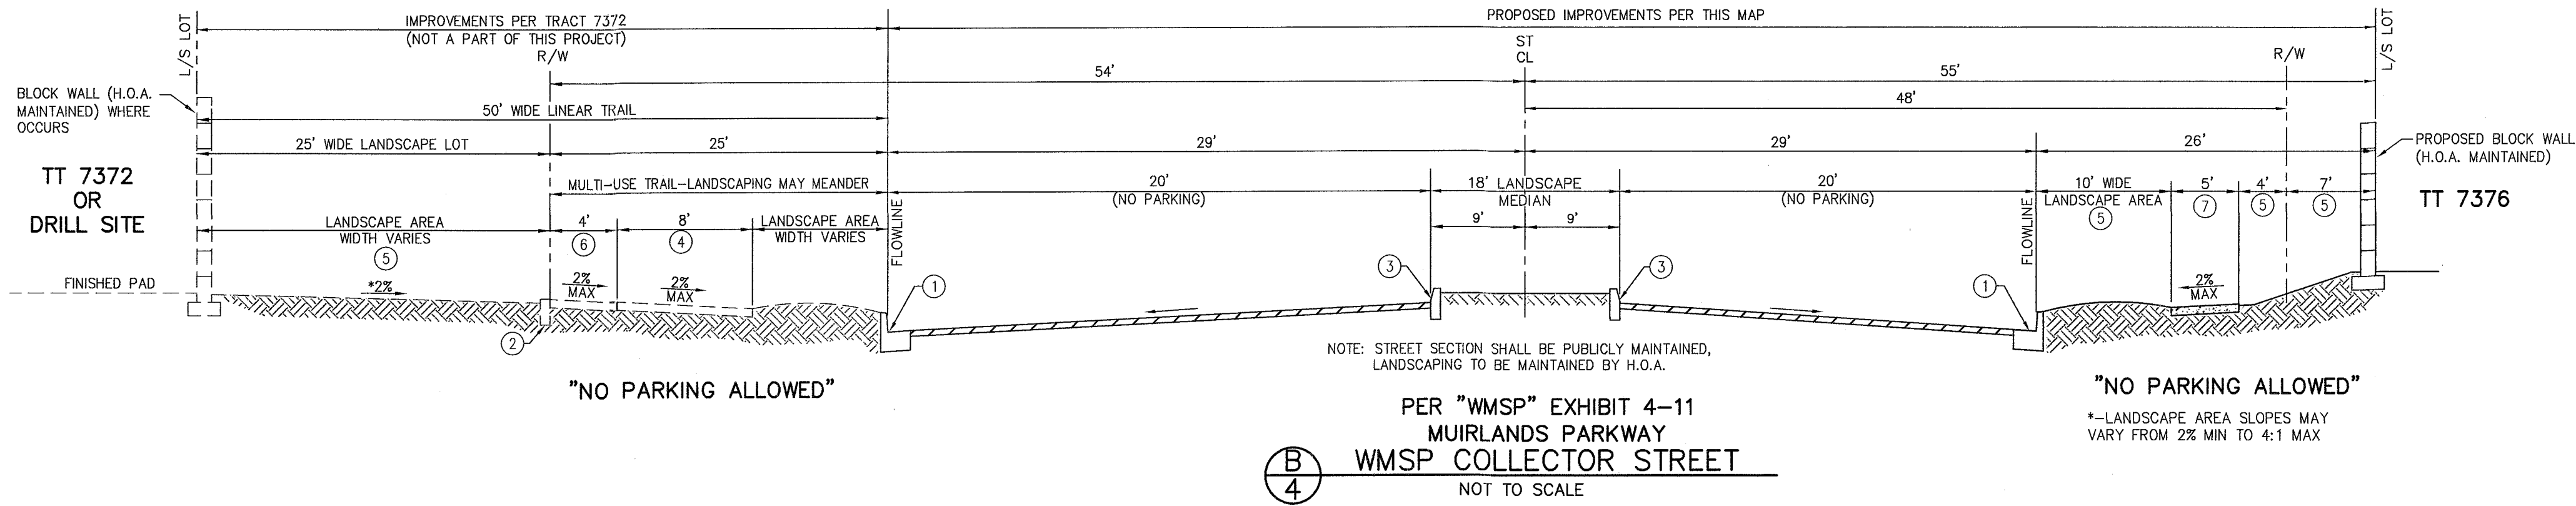 IMPROVEMENTS PER TRACT 7372
(NOT A PART OF THIS PROJECT)
PROPOSED IMPROVEMENTS PER THIS MAP
L/S LOT
R/W
ST
CL
R/W
L/S LOT
54'
55'
BLOCK WALL (H.O.A.
MAINTAINED) WHERE
OCCURS
50' WIDE LINEAR TRAIL
48'
25' WIDE LANDSCAPE LOT
25'
29'
29'
26'
PROPOSED BLOCK WALL
(H.O.A. MAINTAINED)
TT 7372
OR
DRILL SITE
MULTI-USE TRAIL-LANDSCAPING MAY MEANDER
20'
(NO PARKING)
18' LANDSCAPE
MEDIAN
20'
(NO PARKING)
10' WIDE
LANDSCAPE AREA
5
5'
7
4'
5
7'
5
TT 7376
LANDSCAPE AREA
WIDTH VARIES
5
4'
6
8'
4
LANDSCAPE AREA
WIDTH VARIES
FLOWLINE
9'
9'
FLOWLINE
FINISHED PAD
*2%
2%
MAX
2%
MAX
1
3
3
1
2%
MAX
2
NOTE: STREET SECTION SHALL BE PUBLICLY MAINTAINED,
LANDSCAPING TO BE MAINTAINED BY H.O.A.
"NO PARKING ALLOWED"
"NO PARKING ALLOWED"
*-LANDSCAPE AREA SLOPES MAY
VARY FROM 2% MIN TO 4:1 MAX
PER "WMSP" EXHIBIT 4-11
MUIRLANDS PARKWAY
B
4
WMSP COLLECTOR STREET
NOT TO SCALE